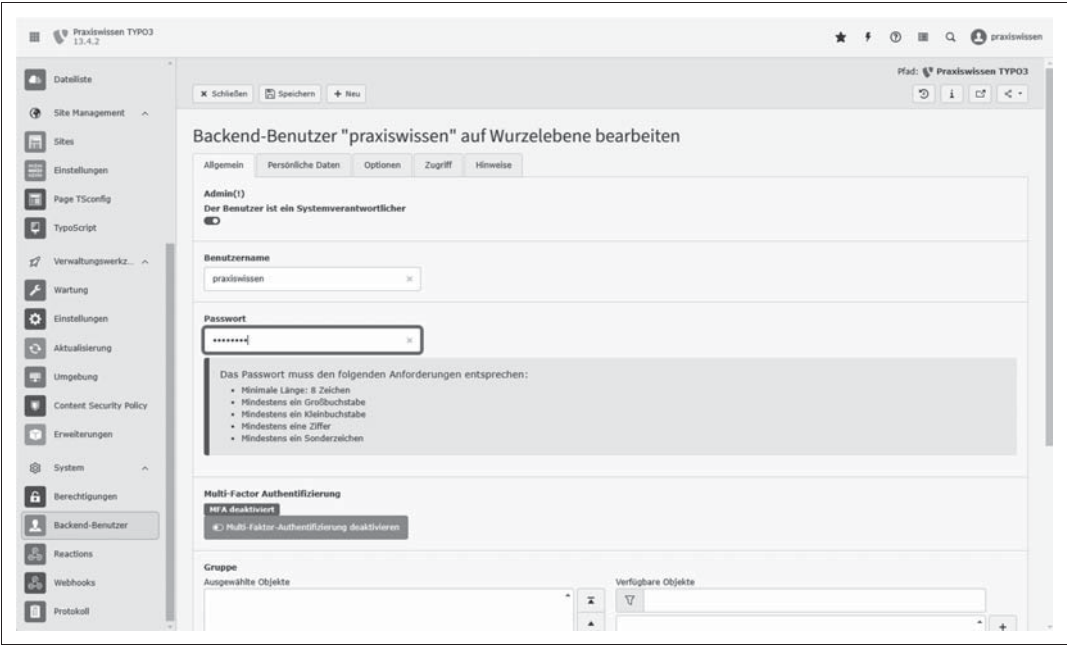 Praxiswissen TYPO3
13.4.2
praxiswissen
Dateiliste
Site Management
Sites
Einstellungen
Page TSconfig
TypoScript
Verwaltungswerkz...
Wartung
Einstellungen
Aktualisierung
Umgebung
Content Security Policy
Erweiterungen
System
Berechtigungen
Backend-Benutzer
Reactions
Webhooks
Protokoll
Pfad: Praxiswissen TYPO3
Schließen Speichern Neu
Backend-Benutzer "praxiswissen" auf Wurzelebene bearbeiten
Allgemein Persönliche Daten Optionen Zugriff Hinweise
Admin(!)
Der Benutzer ist ein Systemverantwortlicher
Benutzername
praxiswissen
Passwort
••••••••
Das Passwort muss den folgenden Anforderungen entsprechen:
• Minimale Länge: 8 Zeichen
• Mindestens ein Großbuchstabe
• Mindestens ein Kleinbuchstabe
• Mindestens eine Ziffer
• Mindestens ein Sonderzeichen
Multi-Factor Authentifizierung
MFA deaktiviert
Multi-Faktor-Authentifizierung deaktivieren
Gruppe
Ausgewählte Objekte Verfügbare Objekte